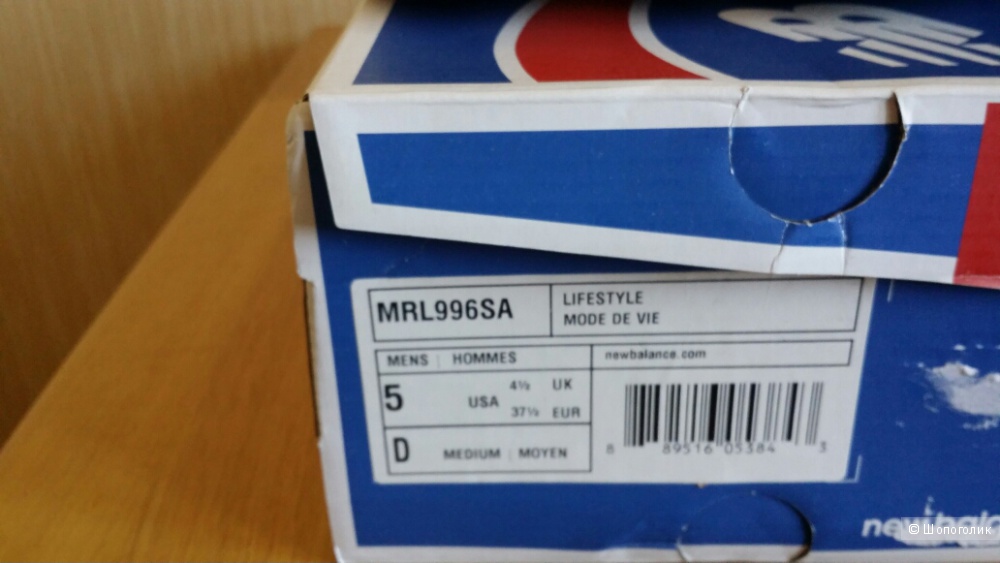 MRL996SA
LIFESTYLE
MODE DE VIE
MENS | HOMMES
newbalance.com
5 USA
4½ UK
37½ EUR
D MEDIUM | MOYEN
8 89516 05384 3
newbala
© Шопоголик